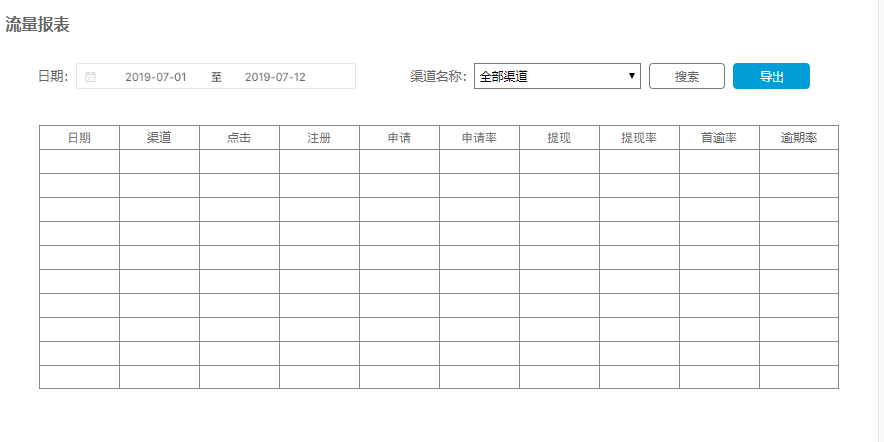 流量报表
日期： 2019-07-01 至 2019-07-12 渠道名称： 全部渠道 搜索 导出
日期 渠道 点击 注册 申请 申请率 提现 提现率 首逾率 逾期率